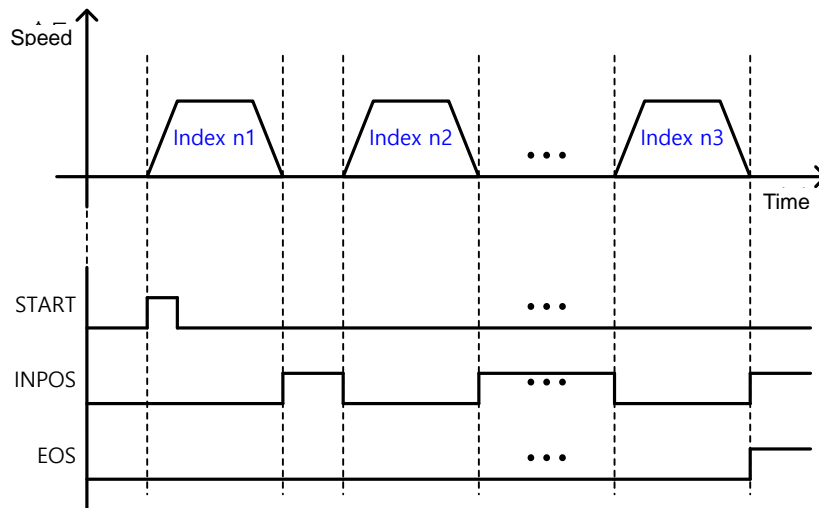 Speed
Index n1
Index n2
Index n3
Time
START
INPOS
EOS